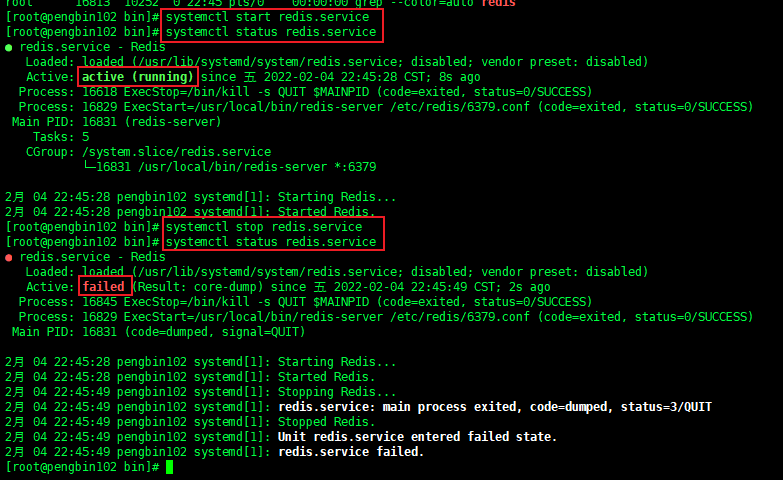 root      16813  10252  0 22:45 pts/0    00:00:00 grep --color=auto redis
[root@pengbin102 bin]# systemctl start redis.service
[root@pengbin102 bin]# systemctl status redis.service
● redis.service - Redis
   Loaded: loaded (/usr/lib/systemd/system/redis.service; disabled; vendor preset: disabled)
   Active: active (running) since 五 2022-02-04 22:45:28 CST; 8s ago
  Process: 16618 ExecStop=/bin/kill -s QUIT $MAINPID (code=exited, status=0/SUCCESS)
  Process: 16829 ExecStart=/usr/local/bin/redis-server /etc/redis/6379.conf (code=exited, status=0/SUCCESS)
 Main PID: 16831 (redis-server)
    Tasks: 5
   CGroup: /system.slice/redis.service
           └─16831 /usr/local/bin/redis-server *:6379
2月 04 22:45:28 pengbin102 systemd[1]: Starting Redis...
2月 04 22:45:28 pengbin102 systemd[1]: Started Redis.
[root@pengbin102 bin]# systemctl stop redis.service
[root@pengbin102 bin]# systemctl status redis.service
● redis.service - Redis
   Loaded: loaded (/usr/lib/systemd/system/redis.service; disabled; vendor preset: disabled)
   Active: failed (Result: core-dump) since 五 2022-02-04 22:45:49 CST; 2s ago
  Process: 16845 ExecStop=/bin/kill -s QUIT $MAINPID (code=exited, status=0/SUCCESS)
  Process: 16829 ExecStart=/usr/local/bin/redis-server /etc/redis/6379.conf (code=exited, status=0/SUCCESS)
 Main PID: 16831 (code=dumped, signal=QUIT)
2月 04 22:45:28 pengbin102 systemd[1]: Starting Redis...
2月 04 22:45:28 pengbin102 systemd[1]: Started Redis.
2月 04 22:45:49 pengbin102 systemd[1]: Stopping Redis...
2月 04 22:45:49 pengbin102 systemd[1]: redis.service: main process exited, code=dumped, status=3/QUIT
2月 04 22:45:49 pengbin102 systemd[1]: Stopped Redis.
2月 04 22:45:49 pengbin102 systemd[1]: Unit redis.service entered failed state.
2月 04 22:45:49 pengbin102 systemd[1]: redis.service failed.
[root@pengbin102 bin]#